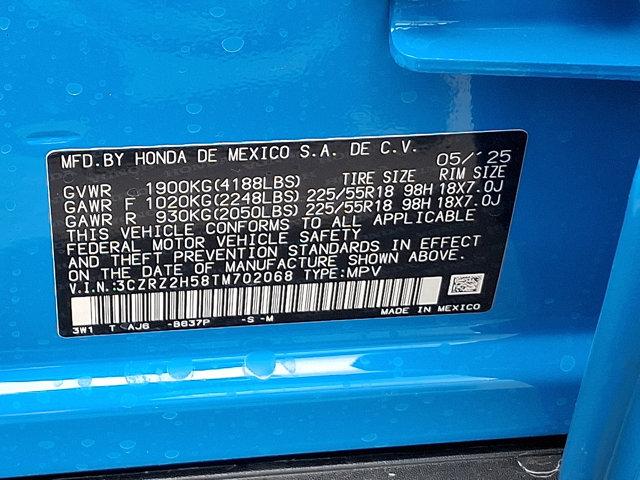 MFD.BY HONDA DE MEXICO S.A. DE C.V. 05/'25
TIRE SIZE RIM SIZE
GVWR 1900KG(4188LBS)
GAWR F 1020KG(2248LBS) 225/55R18 98H 18X7.0J
GAWR R 930KG(2050LBS) 225/55R18 98H 18X7.0J
THIS VEHICLE CONFORMS TO ALL APPLICABLE
FEDERAL MOTOR VEHICLE SAFETY
AND THEFT PREVENTION STANDARDS IN EFFECT
ON THE DATE OF MANUFACTURE SHOWN ABOVE.
V.I.N.:3CZRZ2H58TM702068 TYPE:MPV
3W1 T AJ6 -B637P -S -M MADE IN MEXICO